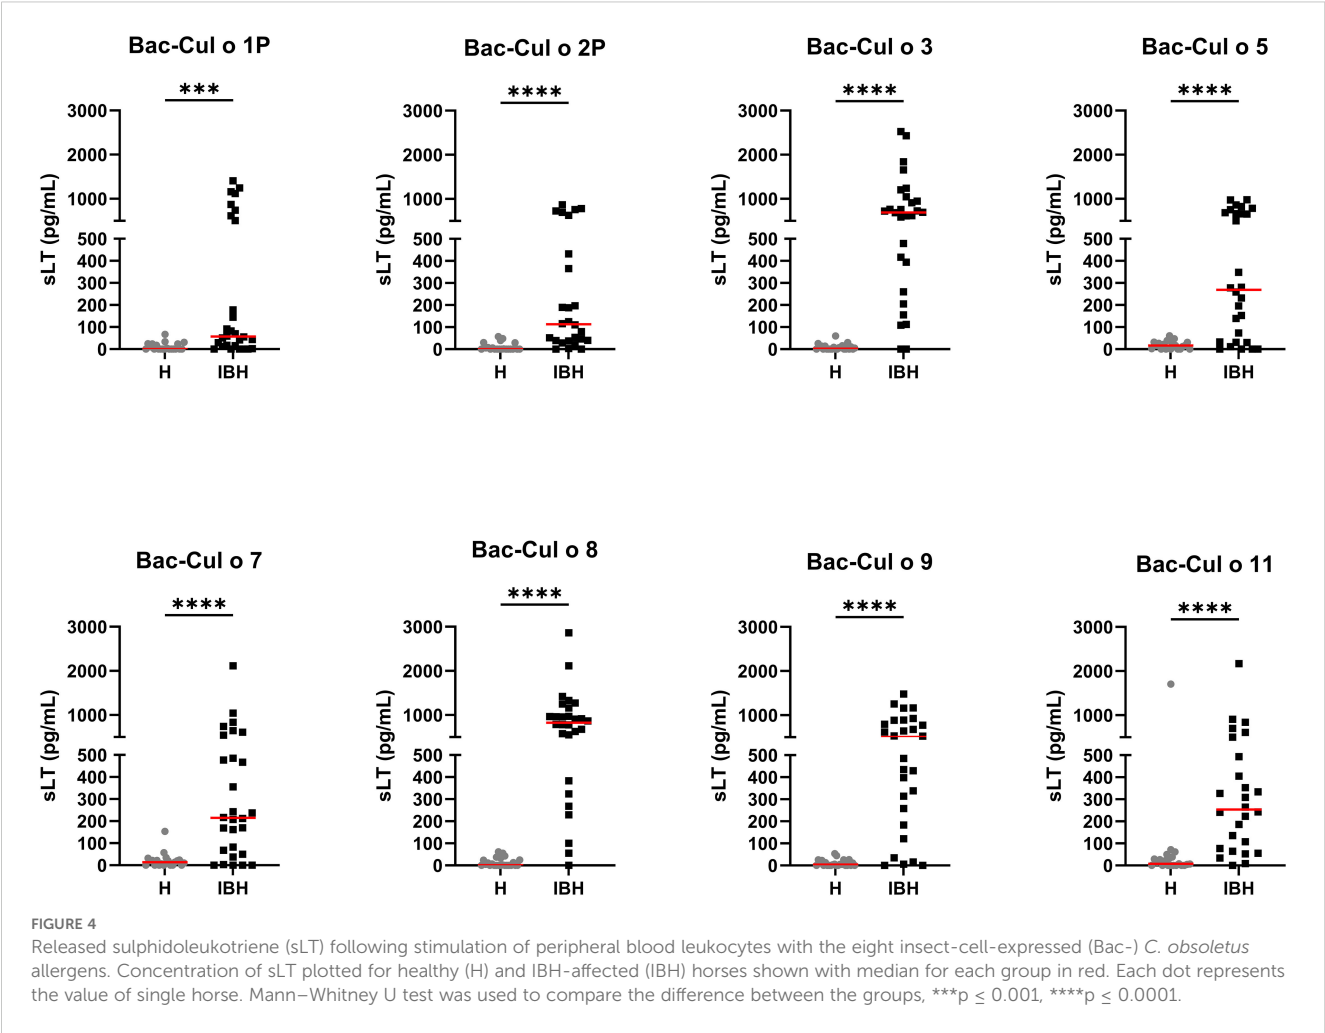 Bac-Cul o 1P
Bac-Cul o 2P
Bac-Cul o 3
Bac-Cul o 5
***
****
****
****
sLT (pg/mL)
3000
2000
1000
500
400
300
200
100
0
H IBH
sLT (pg/mL)
3000
2000
1000
500
400
300
200
100
0
H IBH
sLT (pg/mL)
3000
2000
1000
500
400
300
200
100
0
H IBH
sLT (pg/mL)
3000
2000
1000
500
400
300
200
100
0
H IBH
Bac-Cul o 7
Bac-Cul o 8
Bac-Cul o 9
Bac-Cul o 11
****
****
****
****
sLT (pg/mL)
3000
2000
1000
500
400
300
200
100
0
H IBH
sLT (pg/mL)
3000
2000
1000
500
400
300
200
100
0
H IBH
sLT (pg/mL)
3000
2000
1000
500
400
300
200
100
0
H IBH
sLT (pg/mL)
3000
2000
1000
500
400
300
200
100
0
H IBH
FIGURE 4
Released sulphidoleukotriene (sLT) following stimulation of peripheral blood leukocytes with the eight insect-cell-expressed (Bac-) C. obsoletus
allergens. Concentration of sLT plotted for healthy (H) and IBH-affected (IBH) horses shown with median for each group in red. Each dot represents
the value of single horse. Mann–Whitney U test was used to compare the difference between the groups, ***p ≤ 0.001, ****p ≤ 0.0001.